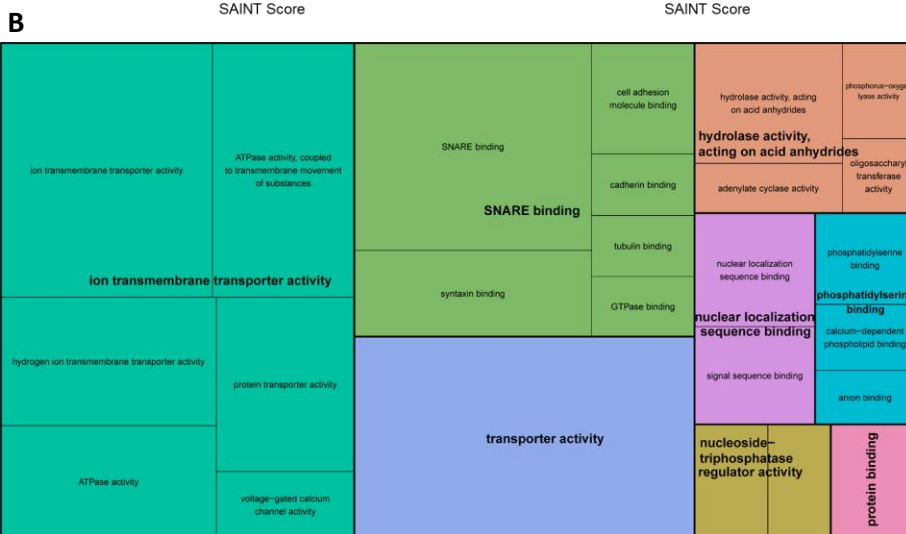 SAINT Score
SAINT Score
B
ion transmembrane transporter activity
ATPase activity, coupled
to transmembrane movement
of substances
ion transmembrane transporter activity
hydrogen ion transmembrane transporter activity
protein transporter activity
ATPase activity
voltage-gated calcium
channel activity
SNARE binding
cell adhesion
molecule binding
cadherin binding
SNARE binding
tubulin binding
syntaxin binding
GTPase binding
transporter activity
hydrolase activity, acting
on acid anhydrides
phosphorus-oxygen
lyase activity
hydrolase activity,
acting on acid anhydrides
adenylate cyclase activity
oligosaccharyl
transferase
activity
nuclear localization
sequence binding
nuclear localization
sequence binding
signal sequence binding
phosphatidylserine
binding
phosphatidylserine
binding
calcium-dependent
phospholipid binding
anion binding
nucleoside-
triphosphatase
regulator activity
protein binding